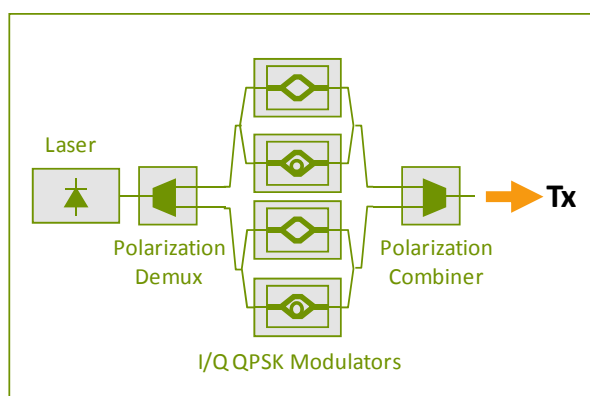 Laser
Polarization
Demux
Polarization
Combiner
Tx
I/Q QPSK Modulators